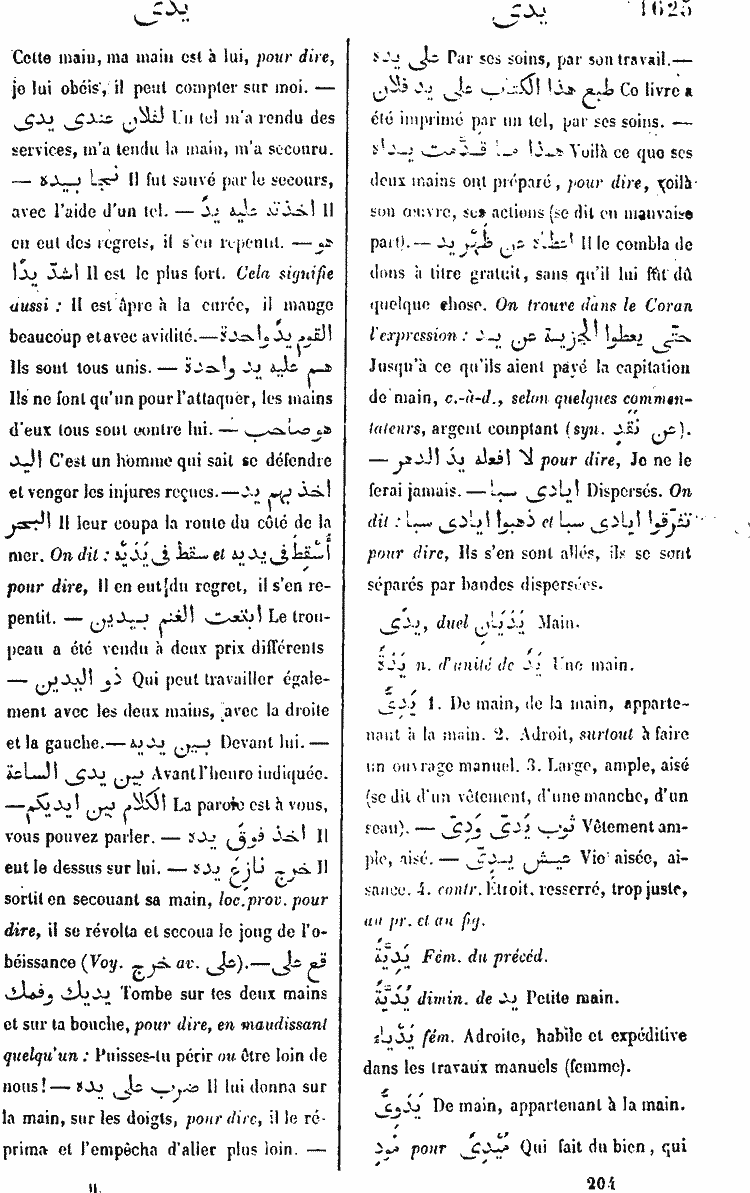 يدى يدى 1625
Cette main, ma main est à lui, pour dire,
je lui obéis, il peut compter sur moi. —
لفلان عندى يدى Un tel m'a rendu des
services, m'a tendu la main, m'a secouru.
— نجا بيده Il fut sauvé par le secours,
avec l'aide d'un tel. — اخذته عليه يدٌ Il
en eut des regrets, il s'en repentit. — هو
اشدّ يدًا Il est le plus fort. Cela signifie
aussi : Il est âpre à la curée, il mange
beaucoup et avec avidité. — القوم يدٌ واحدة
Ils sont tous unis. — هم عليه يد واحدة
Ils ne font qu'un pour l'attaquer, les mains
d'eux tous sont contre lui. — هو صاحب
اليد C'est un homme qui sait se défendre
et venger les injures reçues. — اخذ بهم يد
البحر Il leur coupa la route du côté de la
mer. On dit : سقط فى يديه et أُسقط فى يَدَيْه
pour dire, Il en eut du regret, il s'en re-
pentit. — ابتعت الغنم بيدين Le trou-
peau a été vendu à deux prix différents
— ذو اليدين Qui peut travailler égale-
ment avec les deux mains, avec la droite
et la gauche. — بين يديه Devant lui. —
بين يدى الساعة Avant l'heure indiquée.
— الكلام بين ايديكم La parole est à vous,
vous pouvez parler. — اخذ فوق يده Il
eut le dessus sur lui. — خرج نازعَ يده Il
sortit en secouant sa main, loc. prov. pour
dire, il se révolta et secoua le joug de l'o-
béissance (Voy. خرج av. على). — قع على
يديك وفمك Tombe sur tes deux mains
et sur ta bouche, pour dire, en maudissant
quelqu'un : Puisses-tu périr ou être loin de
nous! — ضرب على يده Il lui donna sur
la main, sur les doigts, pour dire, il le ré-
prima et l'empêcha d'aller plus loin. —
II.
على يده Par ses soins, par son travail. —
طبع هذا الكتاب على يد فلان Ce livre a
été imprimé par un tel, par ses soins. —
هذا ما قدّمت يداه Voilà ce que ses
deux mains ont préparé, pour dire, voilà
son œuvre, ses actions (se dit en mauvaise
part). — اعطاه عن ظهر يد Il le combla de
dons à titre gratuit, sans qu'il lui fût dû
quelque chose. On trouve dans le Coran
l'expression : حتى يعطوا الجزية عن يد
Jusqu'à ce qu'ils aient payé la capitation
de main, c.-à-d., selon quelques commen-
tateurs, argent comptant (syn. عن نَقْد).
— لا افعله يدَ الدهر pour dire, Je ne le
ferai jamais. — ايادى سبا Dispersés. On
dit : ذهبوا ايادى سبا et تفرّقوا ايادى سبا
pour dire, Ils s'en sont allés, ils se sont
séparés par bandes dispersées.
يدًى, duel يَدَيَانِ Main.
يَدَةٌ n. d'unité de يَدٌ Une main.
يَدِىٌّ 1. De main, de la main, apparte-
nant à la main. 2. Adroit, surtout à faire
un ouvrage manuel. 3. Large, ample, aisé
(se dit d'un vêtement, d'une manche, d'un
seau). — ثوب يَدِىٌّ وَدِىٌّ Vêtement am-
ple, aisé. — عيش يدىٌّ Vie aisée, ai-
sance. 4. contr. Étroit, resserré, trop juste,
au pr. et au fig.
يَدِيَّةٌ Fém. du précéd.
يُدَيَّةٌ dimin. de يد Petite main.
يَدْيَاءُ fém. Adroite, habile et expéditive
dans les travaux manuels (femme).
يَدَوِىٌّ De main, appartenant à la main.
مُودٍ pour مُيْدِىٌ Qui fait du bien, qui
204